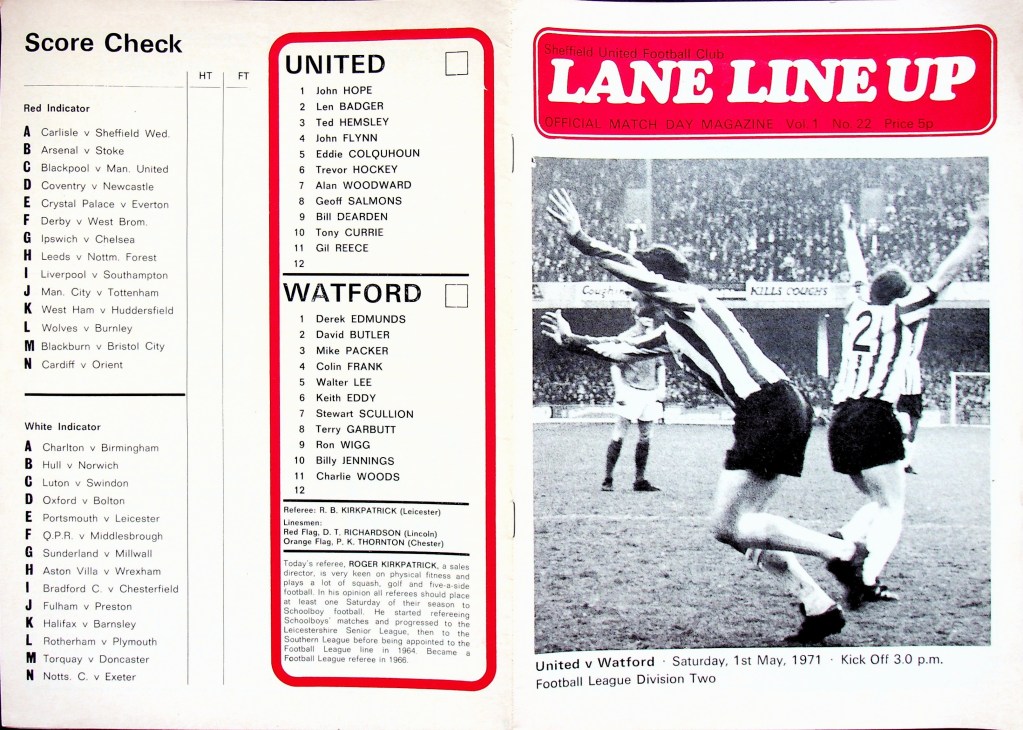 Score Check
HT FT
Red Indicator
A Carlisle v Sheffield Wed.
B Arsenal v Stoke
C Blackpool v Man. United
D Coventry v Newcastle
E Crystal Palace v Everton
F Derby v West Brom.
G Ipswich v Chelsea
H Leeds v Nottm. Forest
I Liverpool v Southampton
J Man. City v Tottenham
K West Ham v Huddersfield
L Wolves v Burnley
M Blackburn v Bristol City
N Cardiff v Orient
White Indicator
A Charlton v Birmingham
B Hull v Norwich
C Luton v Swindon
D Oxford v Bolton
E Portsmouth v Leicester
F Q.P.R. v Middlesbrough
G Sunderland v Millwall
H Aston Villa v Wrexham
I Bradford C. v Chesterfield
J Fulham v Preston
K Halifax v Barnsley
L Rotherham v Plymouth
M Torquay v Doncaster
N Notts. C. v Exeter
UNITED
1 John HOPE
2 Len BADGER
3 Ted HEMSLEY
4 John FLYNN
5 Eddie COLQUHOUN
6 Trevor HOCKEY
7 Alan WOODWARD
8 Geoff SALMONS
9 Bill DEARDEN
10 Tony CURRIE
11 Gil REECE
12
WATFORD
1 Derek EDMUNDS
2 David BUTLER
3 Mike PACKER
4 Colin FRANK
5 Walter LEE
6 Keith EDDY
7 Stewart SCULLION
8 Terry GARBUTT
9 Ron WIGG
10 Billy JENNINGS
11 Charlie WOODS
12
Referee: R. B. KIRKPATRICK (Leicester)
Linesmen:
Red Flag, D. T. RICHARDSON (Lincoln)
Orange Flag, P. K. THORNTON (Chester)
Today's referee, ROGER KIRKPATRICK, a sales
director, is very keen on physical fitness and
plays a lot of squash, golf and five-a-side
football. In his opinion all referees should place
at least one Saturday of their season to
Schoolboy football. He started refereeing
Schoolboys' matches and progressed to the
Leicestershire Senior League, then to the
Southern League before being appointed to the
Football League line in 1964. Became a
Football League referee in 1966.
Sheffield United Football Club
LANE LINE UP
OFFICIAL MATCH DAY MAGAZINE Vol. 1 No. 22 Price 5p
KILLS COUGHS
2
United v Watford · Saturday, 1st May, 1971 · Kick Off 3.0 p.m.
Football League Division Two